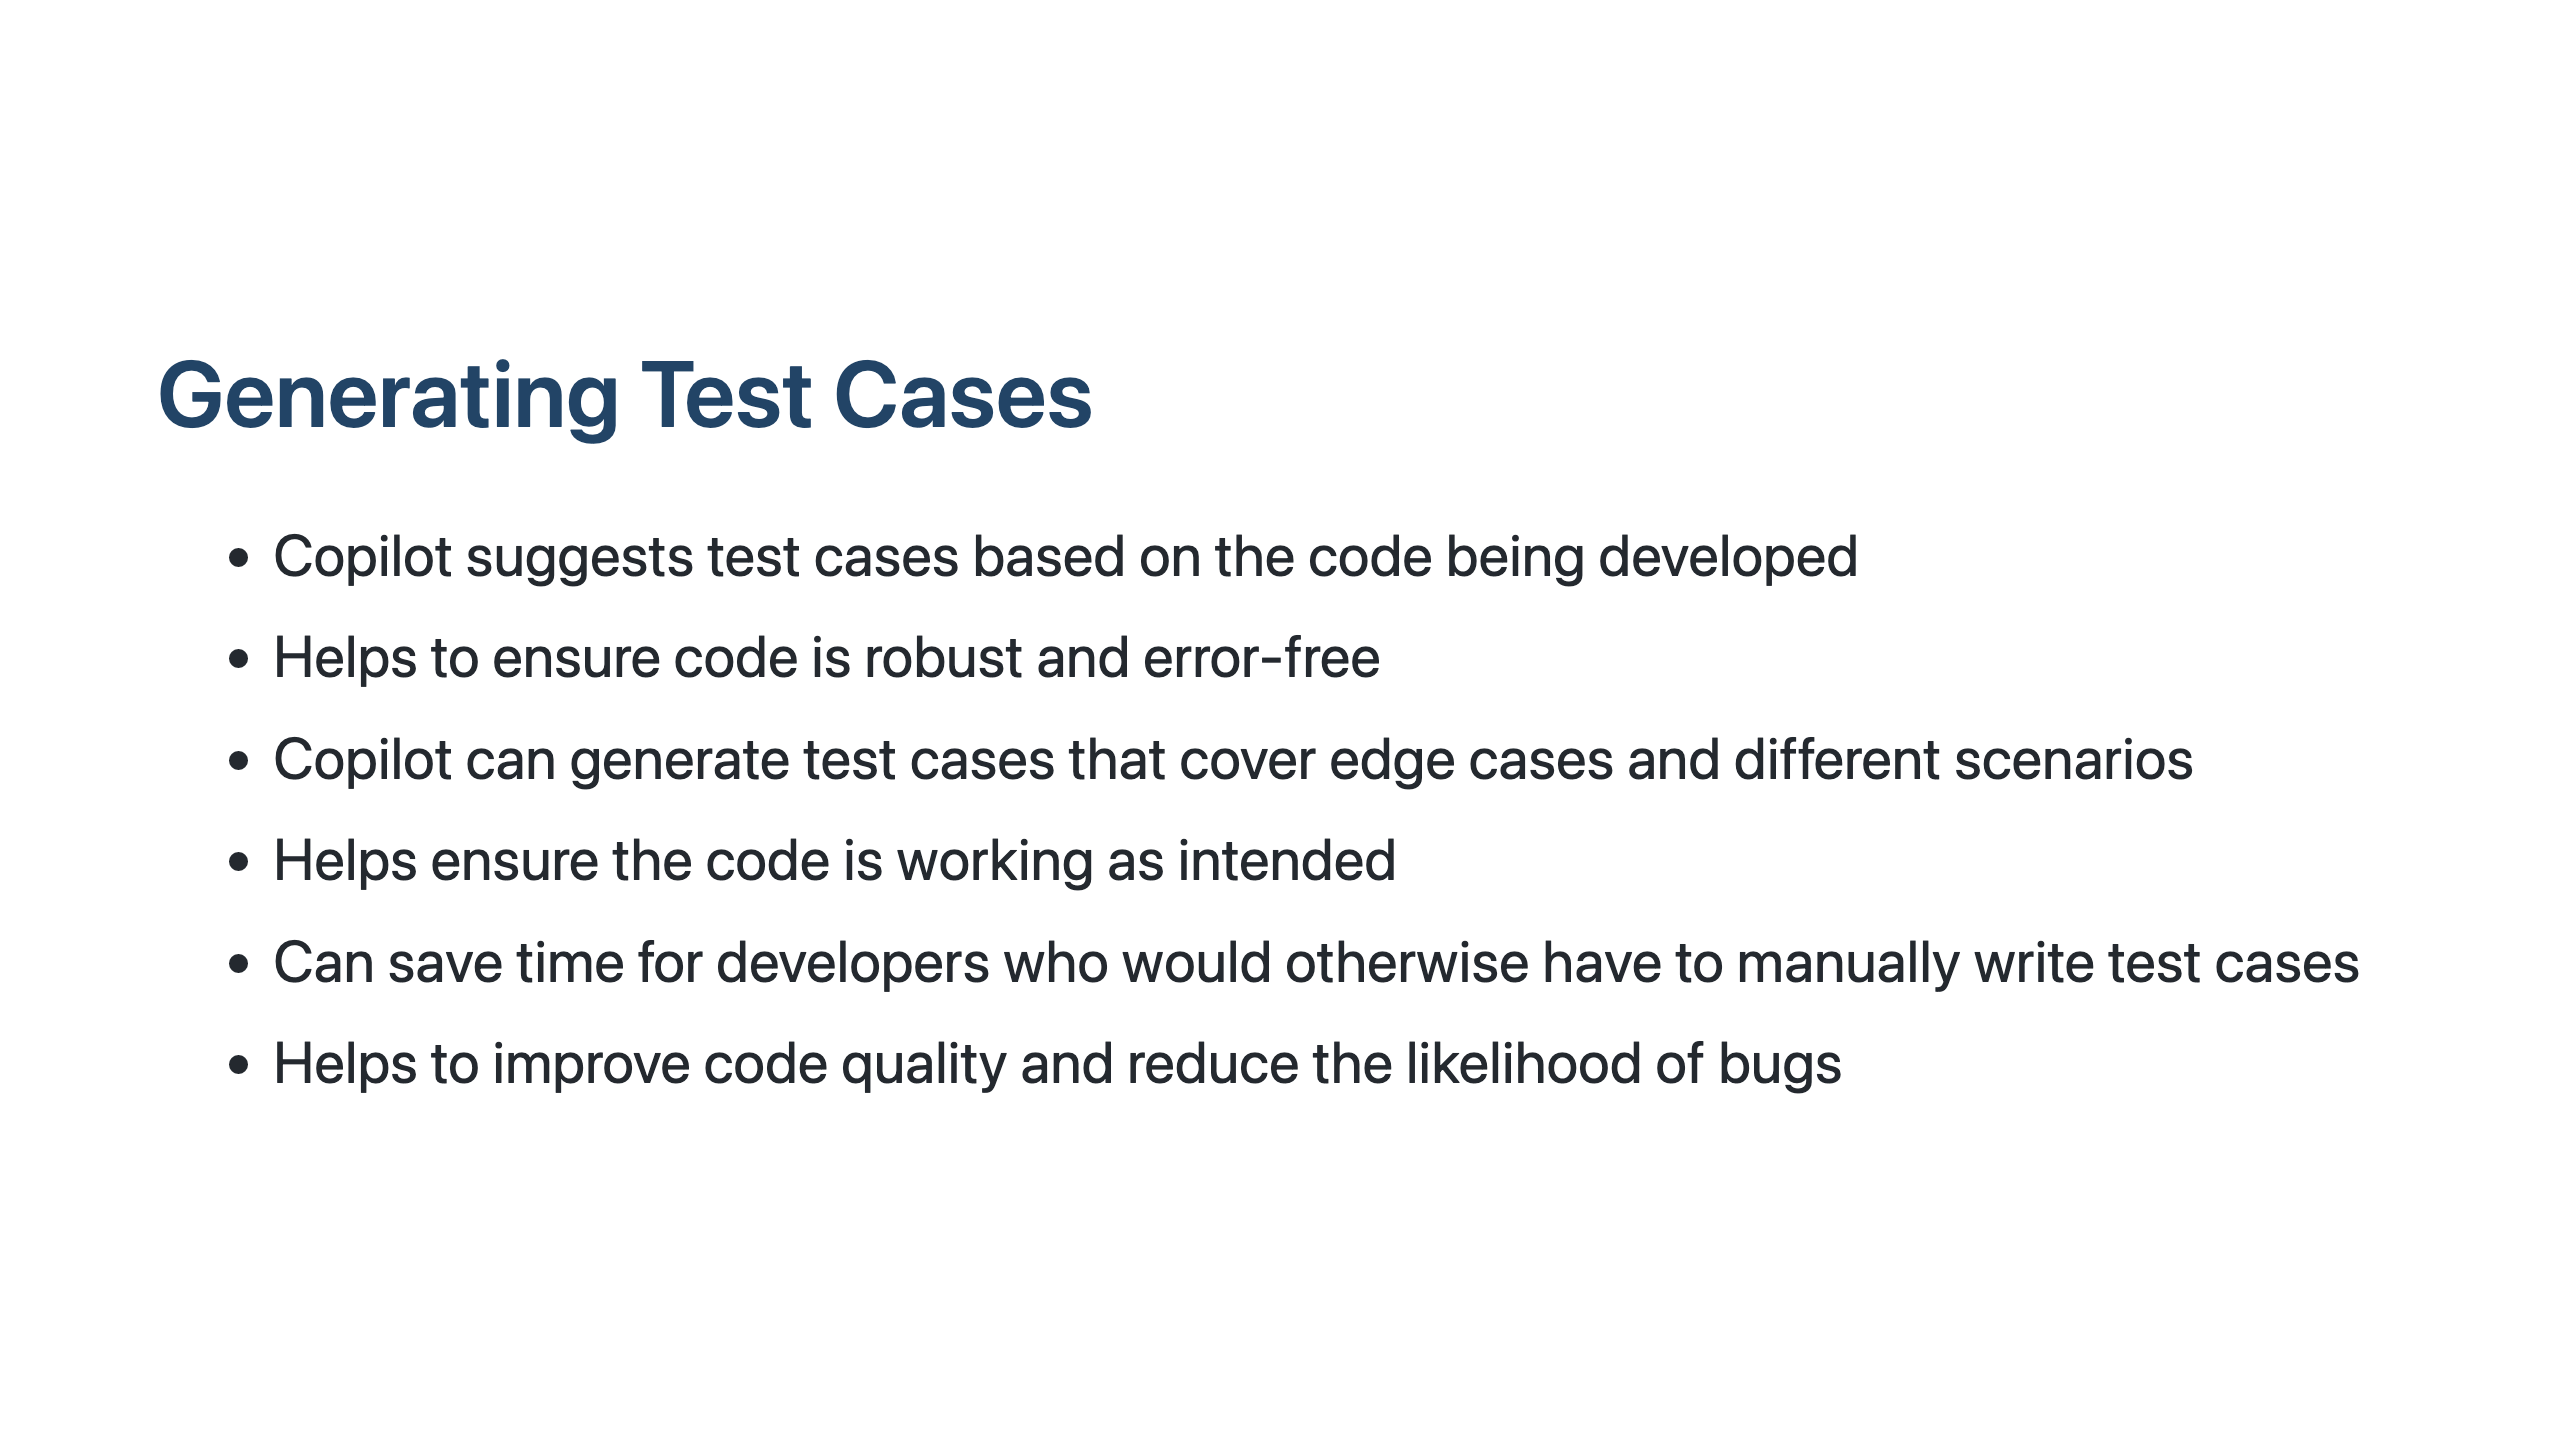 Generating Test Cases
• Copilot suggests test cases based on the code being developed
• Helps to ensure code is robust and error-free
• Copilot can generate test cases that cover edge cases and different scenarios
• Helps ensure the code is working as intended
• Can save time for developers who would otherwise have to manually write test cases
• Helps to improve code quality and reduce the likelihood of bugs